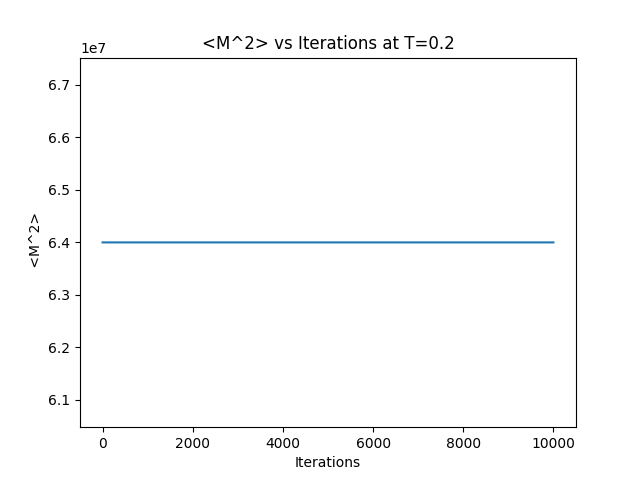 <M^2> vs Iterations at T=0.2
1e7
6.7
6.6
6.5
6.4
6.3
6.2
6.1
<M^2>
0 2000 4000 6000 8000 10000
Iterations